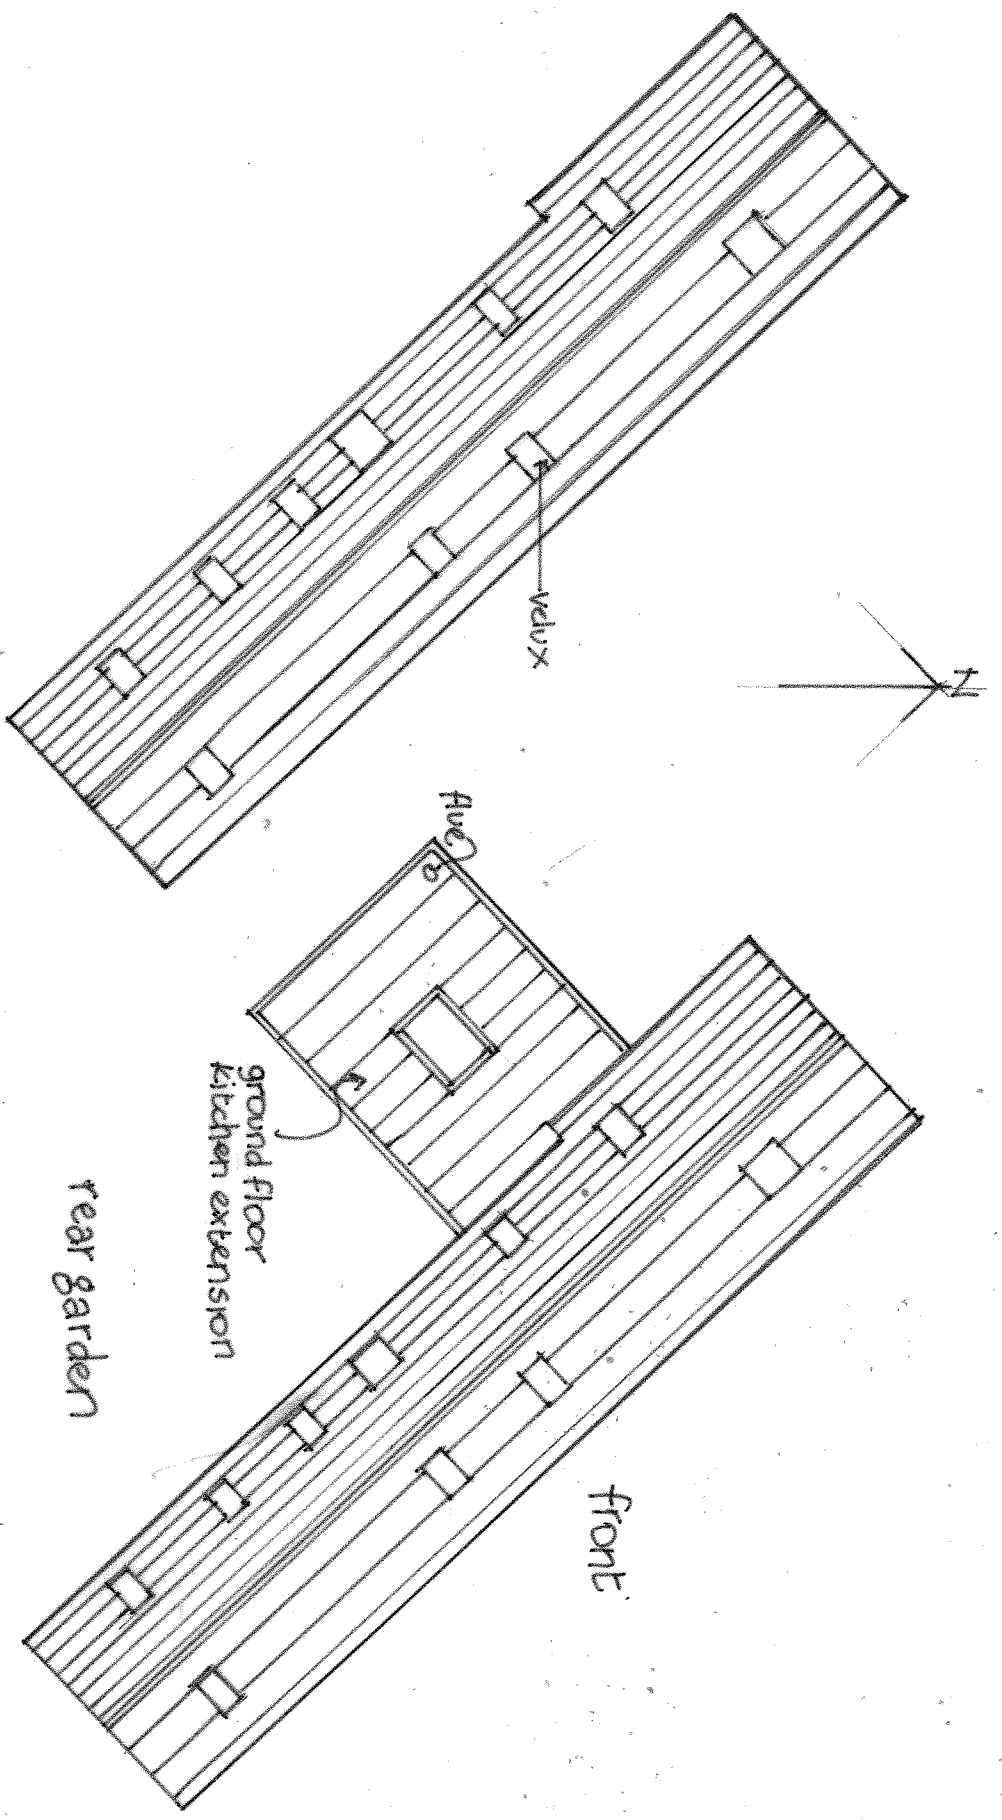 N
velux
flue
front
ground floor
kitchen extension
rear garden